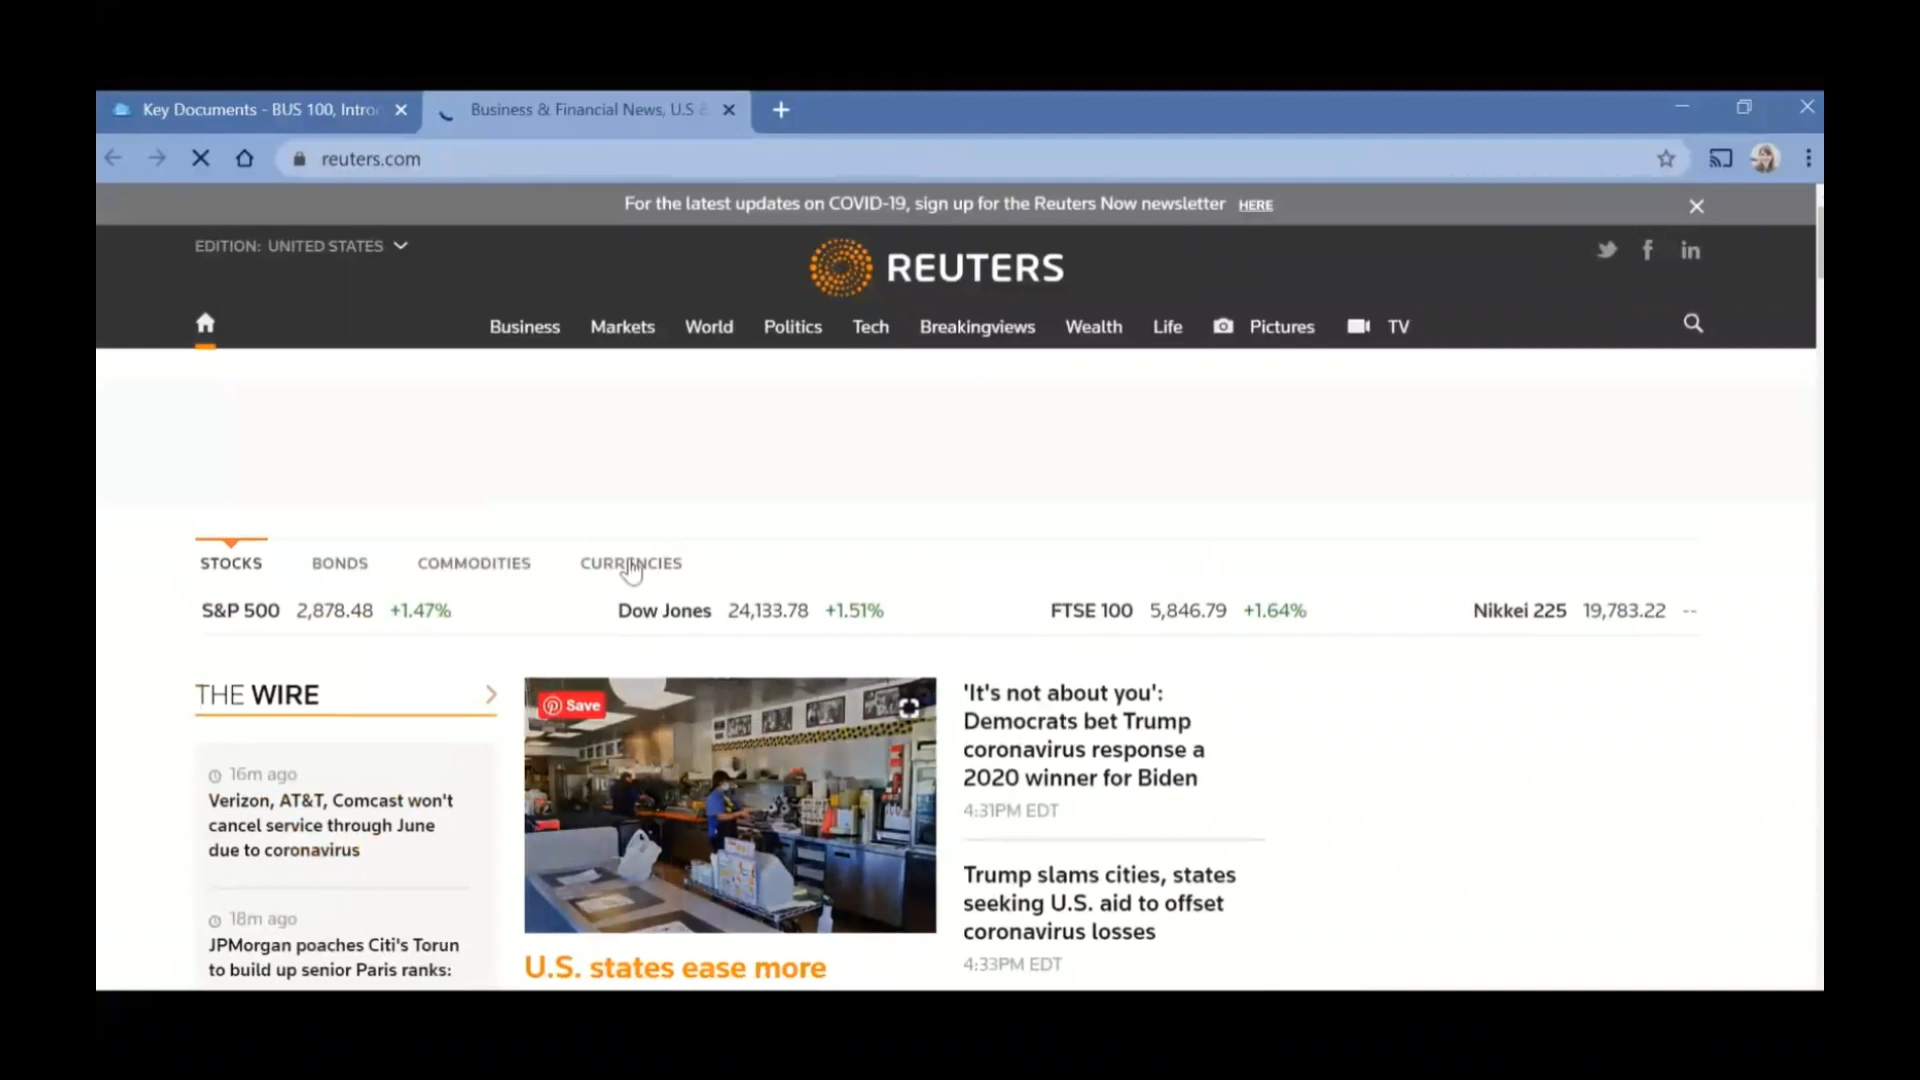 Key Documents - BUS 100, Intro
Business & Financial News, U.S &
reuters.com
For the latest updates on COVID-19, sign up for the Reuters Now newsletter HERE
EDITION: UNITED STATES
REUTERS
f in
Business Markets World Politics Tech Breakingviews Wealth Life Pictures TV
STOCKS BONDS COMMODITIES CURRENCIES
S&P 500 2,878.48 +1.47% Dow Jones 24,133.78 +1.51% FTSE 100 5,846.79 +1.64% Nikkei 225 19,783.22 --
THE WIRE
16m ago
Verizon, AT&T, Comcast won't
cancel service through June
due to coronavirus
18m ago
JPMorgan poaches Citi's Torun
to build up senior Paris ranks:
Save
U.S. states ease more
'It's not about you':
Democrats bet Trump
coronavirus response a
2020 winner for Biden
4:31PM EDT
Trump slams cities, states
seeking U.S. aid to offset
coronavirus losses
4:33PM EDT